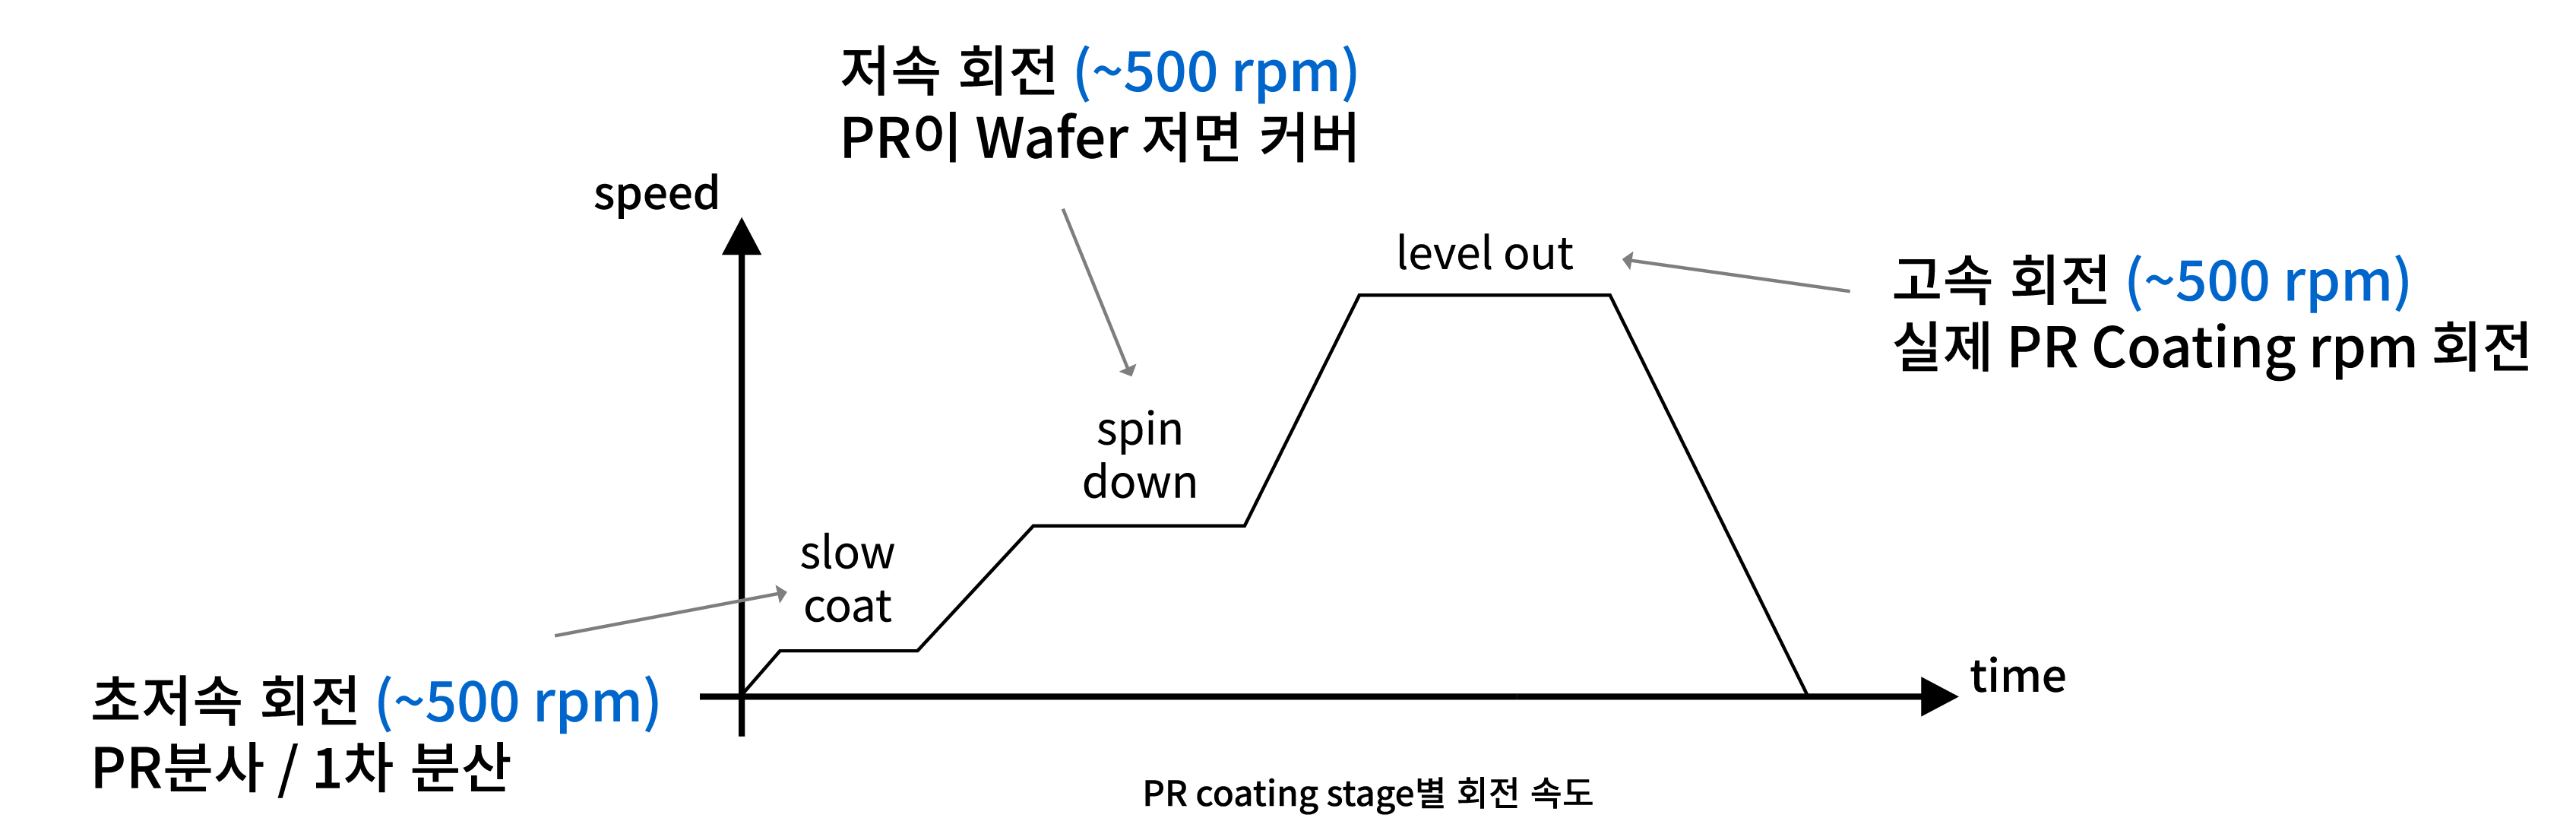 저속 회전 (~500 rpm)
PR이 Wafer 저면 커버
speed
level out
고속 회전 (~500 rpm)
실제 PR Coating rpm 회전
spin
down
slow
coat
time
초저속 회전 (~500 rpm)
PR분사 / 1차 분산
PR coating stage별 회전 속도